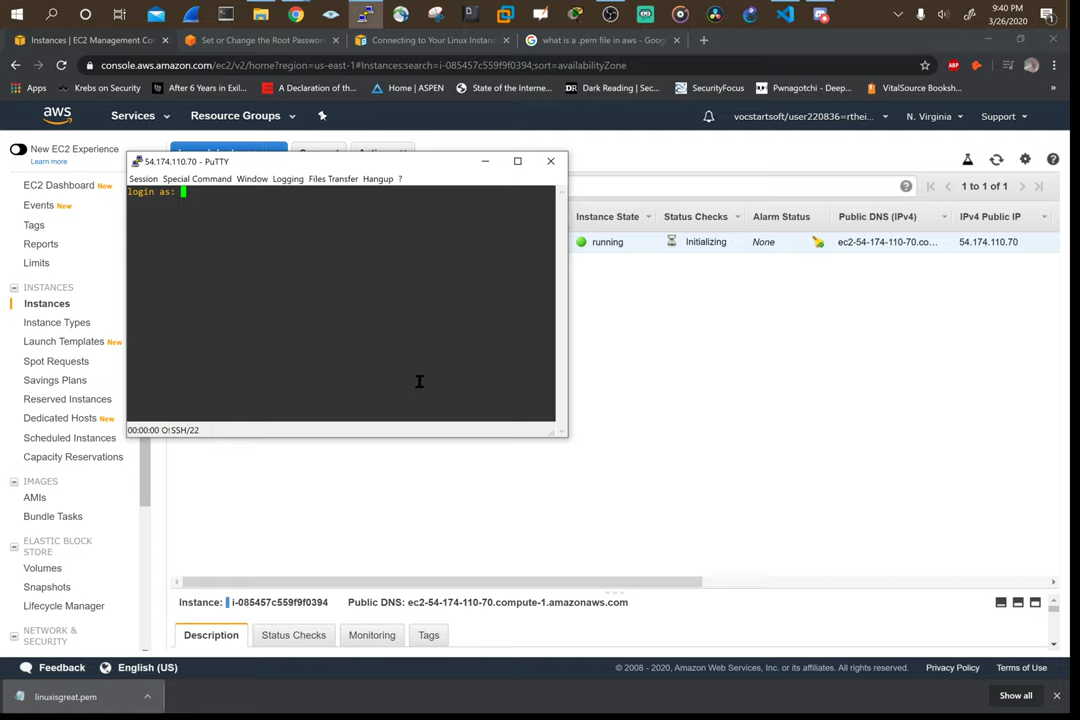 9:40 PM
3/26/2020
Instances | EC2 Management Co
Set or Change the Root Password
Connecting to Your Linux Instanc
what is a .pem file in aws - Goog
console.aws.amazon.com/ec2/v2/home?region=us-east-1#Instances:search=i-085457c559f9f0394;sort=availabilityZone
ABP
Apps
Krebs on Security
After 6 Years in Exil...
A Declaration of th...
Home | ASPEN
State of the Interne...
DR Dark Reading | Sec...
SecurityFocus
Pwnagotchi - Deep...
VitalSource Booksh...
aws
Services
Resource Groups
vocstartsoft/user220836=rthei...
N. Virginia
Support
New EC2 Experience
Learn more
EC2 Dashboard New
Events New
Tags
Reports
Limits
INSTANCES
Instances
Instance Types
Launch Templates New
Spot Requests
Savings Plans
Reserved Instances
Dedicated Hosts New
Scheduled Instances
Capacity Reservations
IMAGES
AMIs
Bundle Tasks
ELASTIC BLOCK
STORE
Volumes
Snapshots
Lifecycle Manager
NETWORK &
SECURITY
54.174.110.70 - PuTTY
Session Special Command Window Logging Files Transfer Hangup ?
login as:
SSH/22
1 to 1 of 1
Instance State
Status Checks
Alarm Status
Public DNS (IPv4)
IPv4 Public IP
running
Initializing
None
ec2-54-174-110-70.co...
54.174.110.70
Instance: i-085457c559f9f0394 Public DNS: ec2-54-174-110-70.compute-1.amazonaws.com
Description
Status Checks
Monitoring
Tags
Feedback
English (US)
© 2008 - 2020, Amazon Web Services, Inc. or its affiliates. All rights reserved.
Privacy Policy
Terms of Use
linuxisgreat.pem
Show all